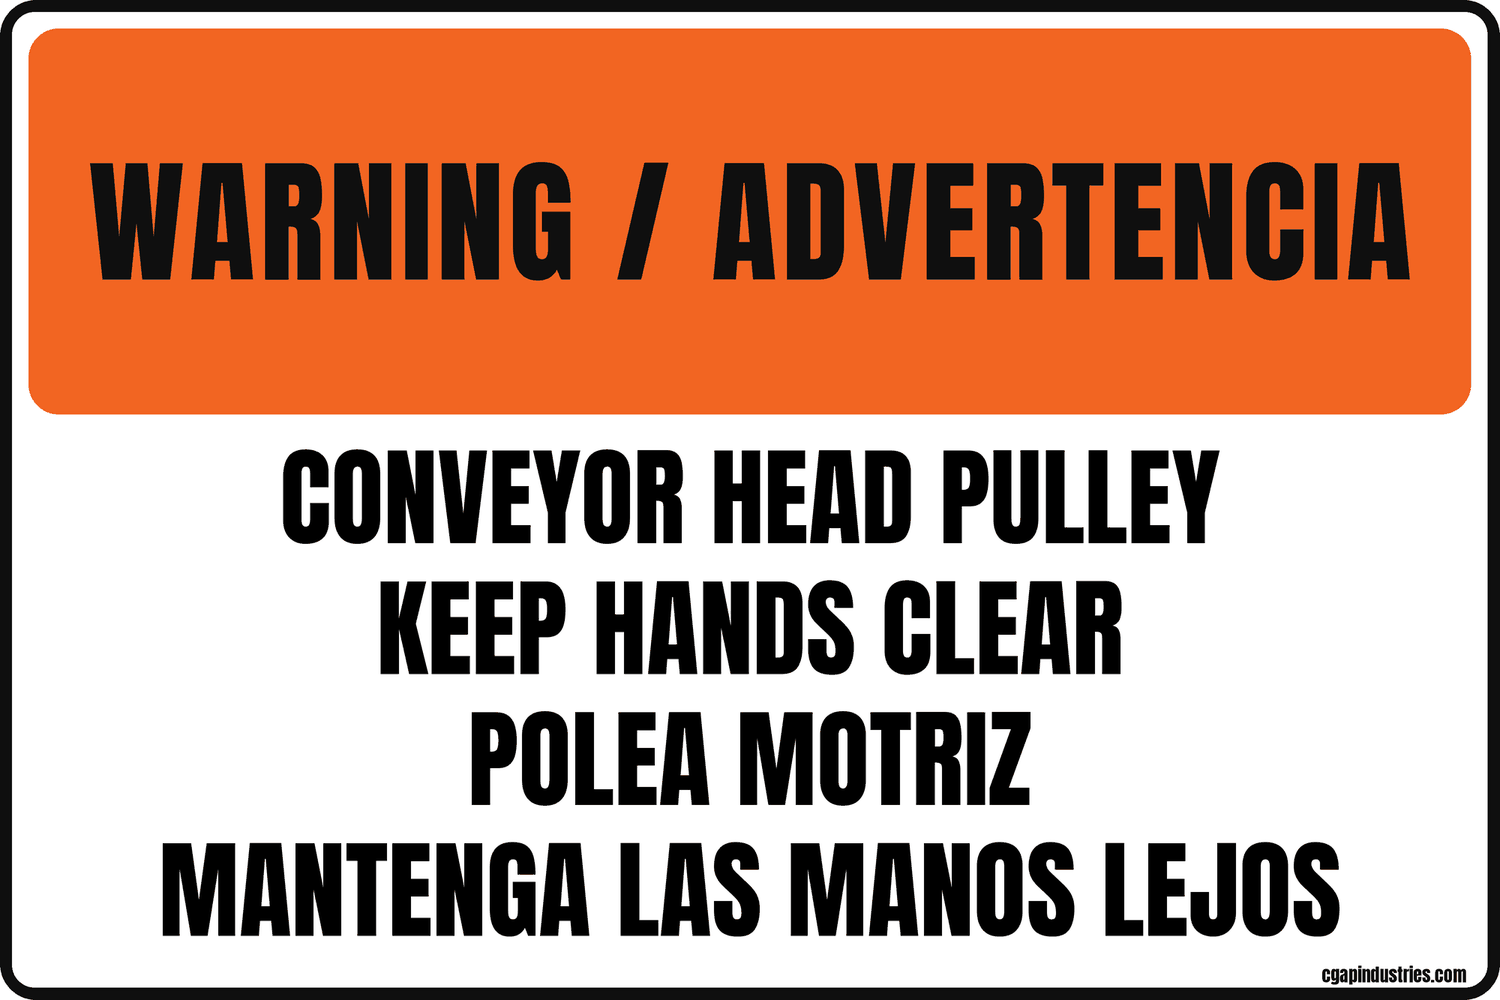 WARNING / ADVERTENCIA
CONVEYOR HEAD PULLEY
KEEP HANDS CLEAR
POLEA MOTRIZ
MANTENGA LAS MANOS LEJOS
cgapindustries.com